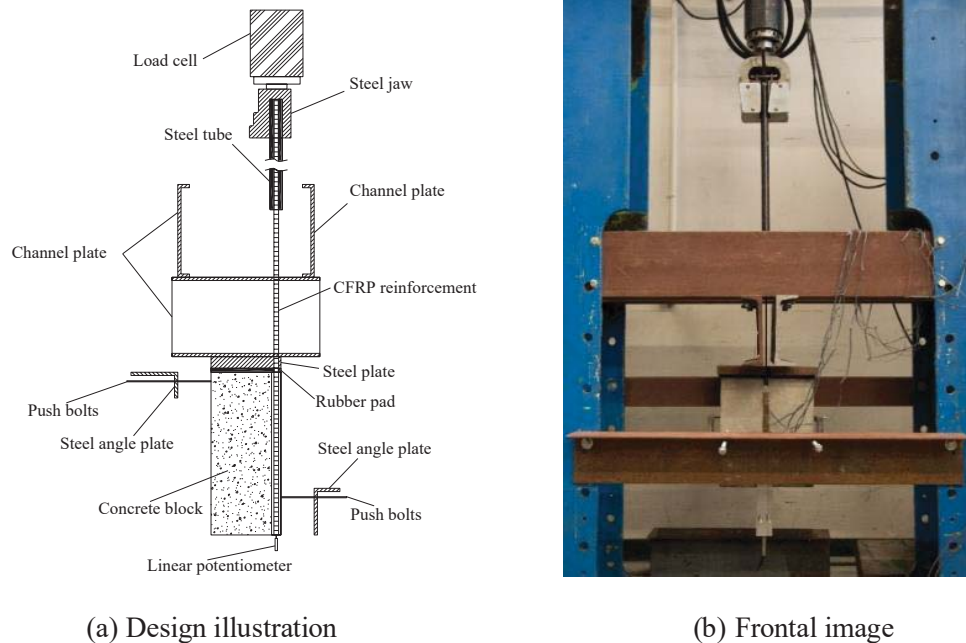 Load cell
Steel jaw
Steel tube
Channel plate
Channel plate
CFRP reinforcement
Steel plate
Push bolts
Rubber pad
Steel angle plate
Steel angle plate
Concrete block
Push bolts
Linear potentiometer
(a) Design illustration
(b) Frontal image